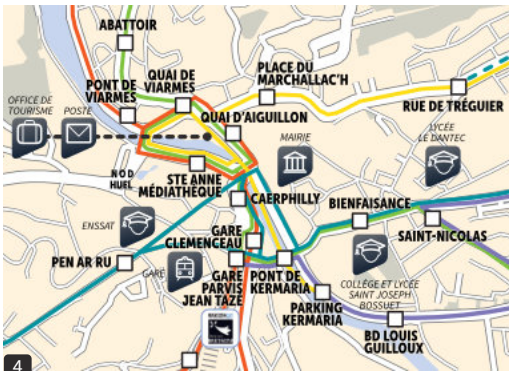 ABATTOIR
PLACE DU
MARCHALLAC'H
QUAI DE
VIARMES
PONT DE
VIARMES
OFFICE DE
TOURISME
POSTE
RUE DE TRÉGUIER
QUAI D'AIGUILLON
MAIRIE
LYCÉE
LE DANTEC
NOD
HUEL
STE ANNE
MÉDIATHÈQUE
CAERPHILLY
BIENFAISANCE
ENSSAT
GARE
CLEMENCEAU
SAINT-NICOLAS
PEN AR RU
GARE
GARE
PARVIS
JEAN TAZÉ
PONT DE
KERMARIA
COLLÈGE ET LYCÉE
SAINT JOSEPH
BOSSUET
PARKING
KERMARIA
BD LOUIS
GUILLOUX
4